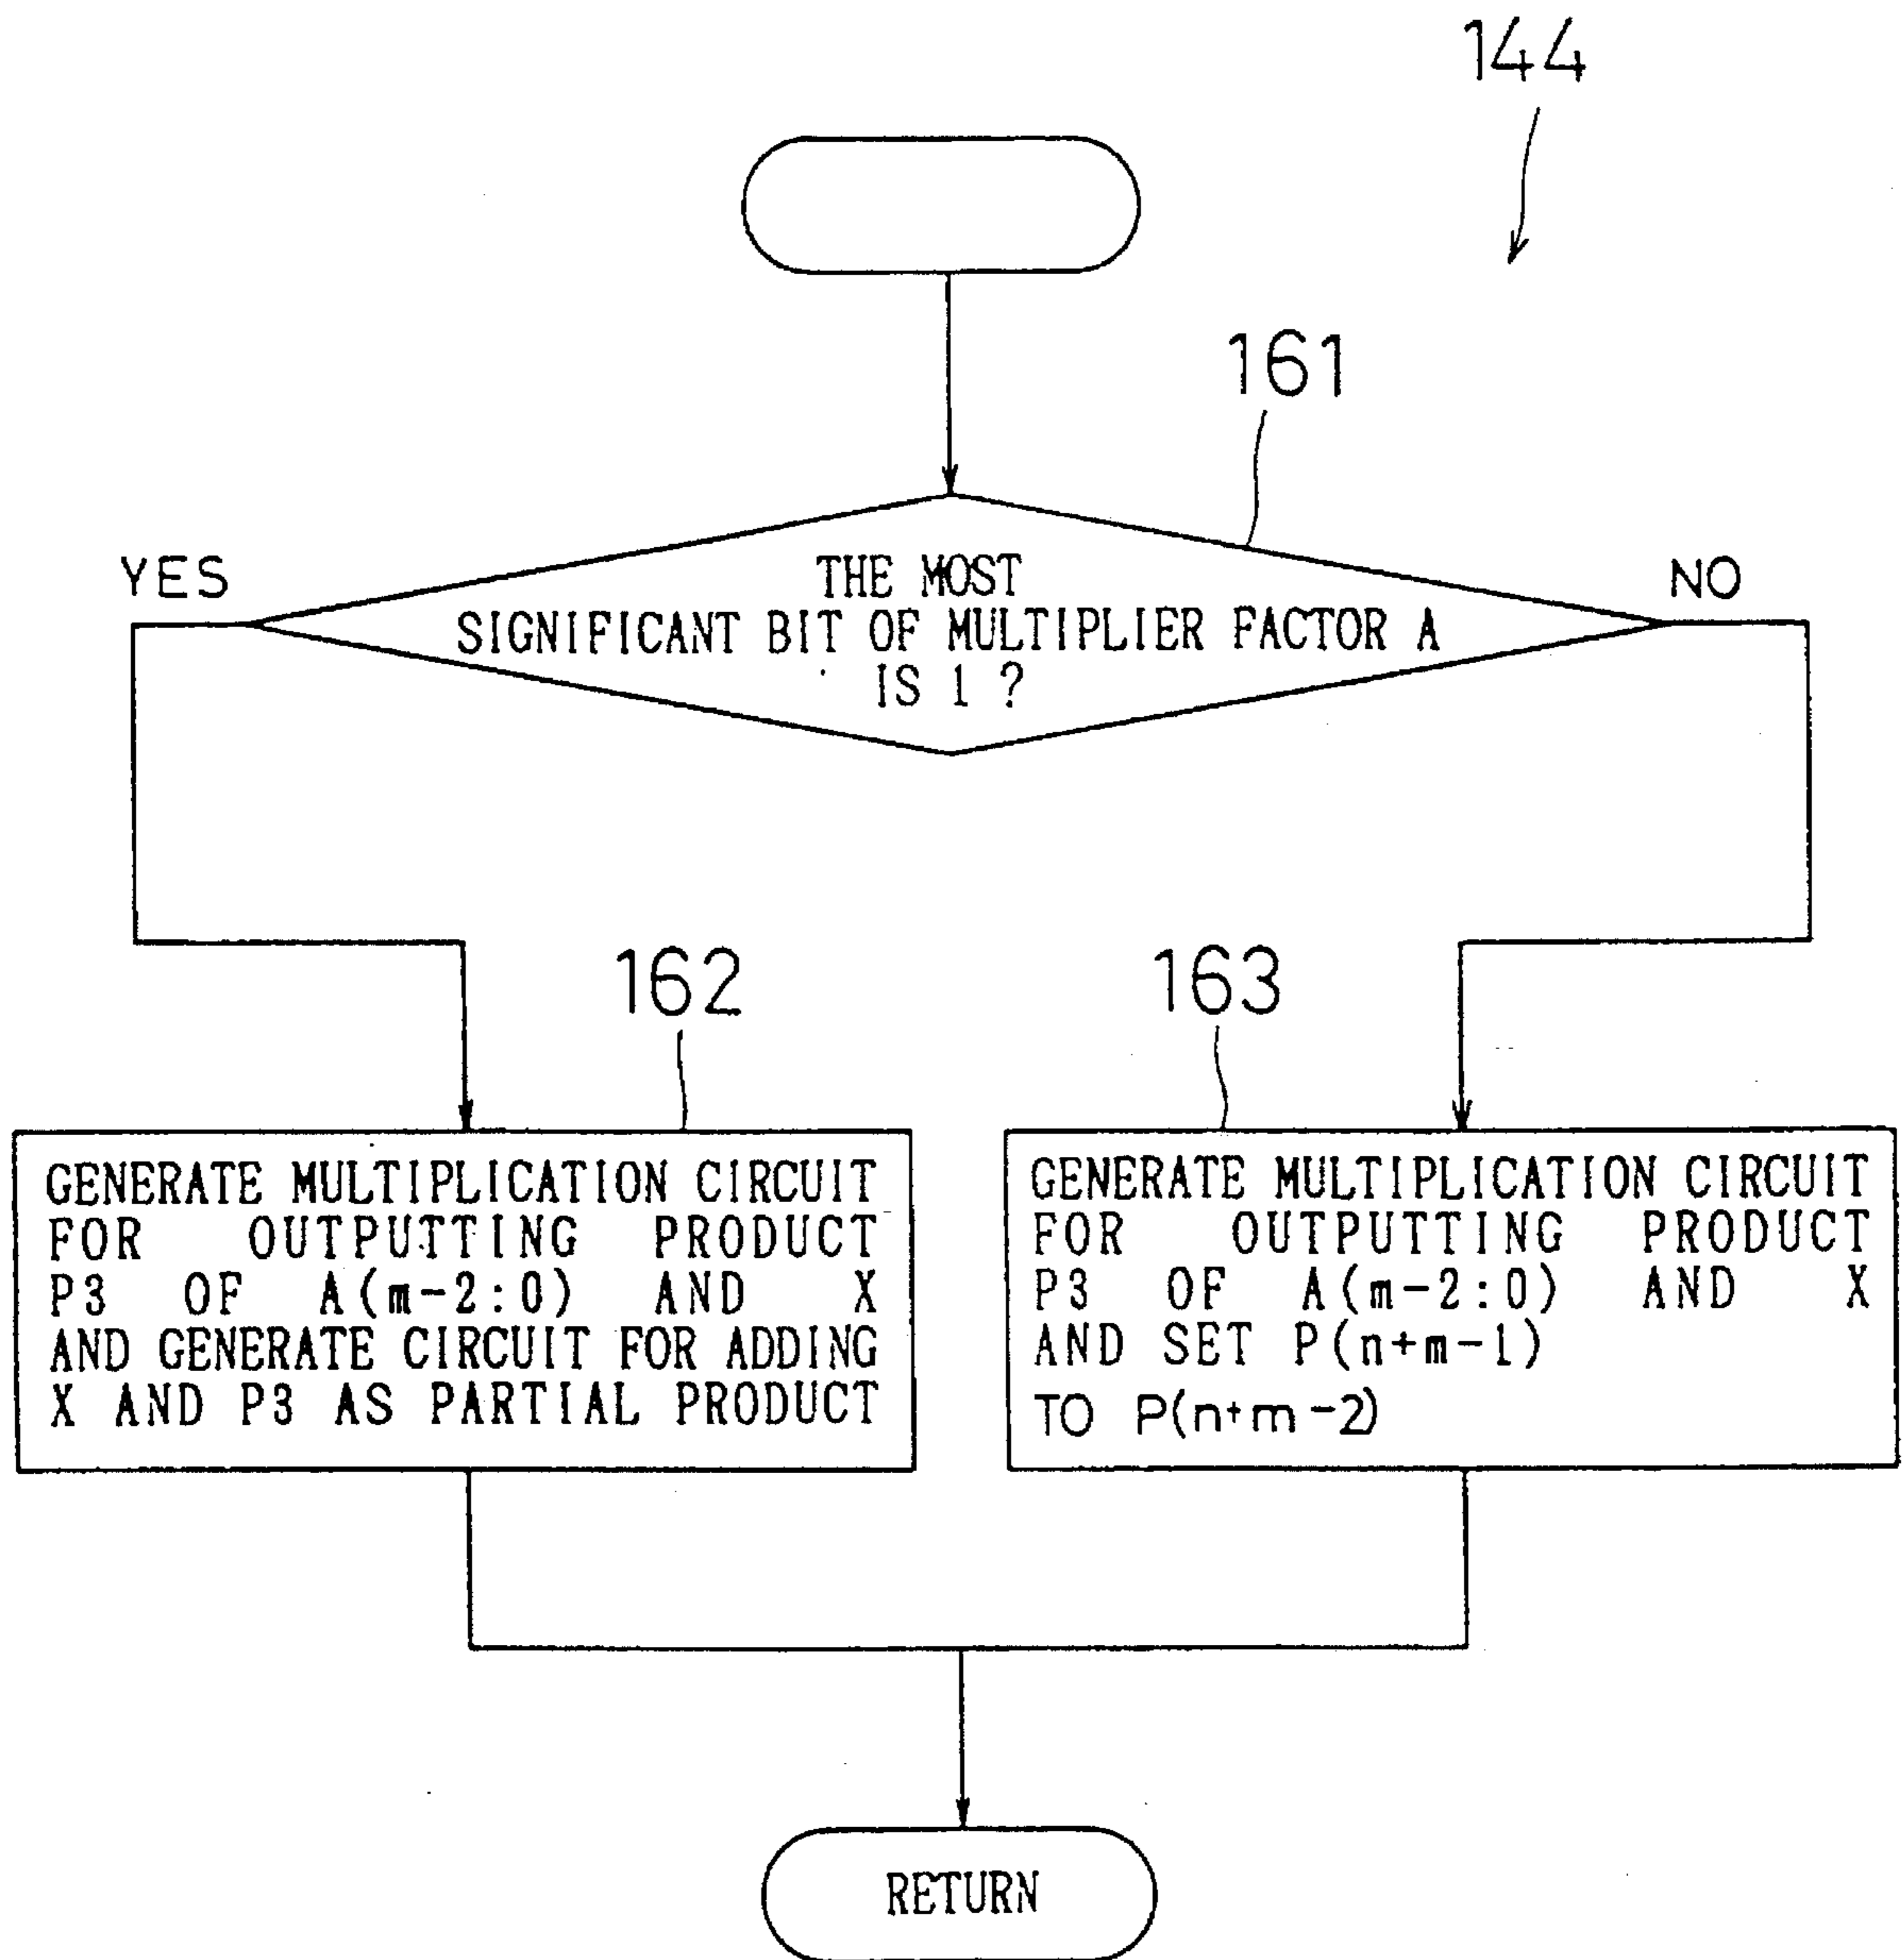 144
161
YES
THE MOST
NO
SIGNIFICANT BIT OF MULTIPLIER FACTOR A
IS 1 ?
162
163
GENERATE MULTIPLICATION CIRCUIT
FOR OUTPUTTING PRODUCT
P3 OF A(m-2:0) AND X
AND GENERATE CIRCUIT FOR ADDING
X AND P3 AS PARTIAL PRODUCT
GENERATE MULTIPLICATION CIRCUIT
FOR OUTPUTTING PRODUCT
P3 OF A(m-2:0) AND X
AND SET P(n+m-1)
TO P(n+m-2)
RETURN